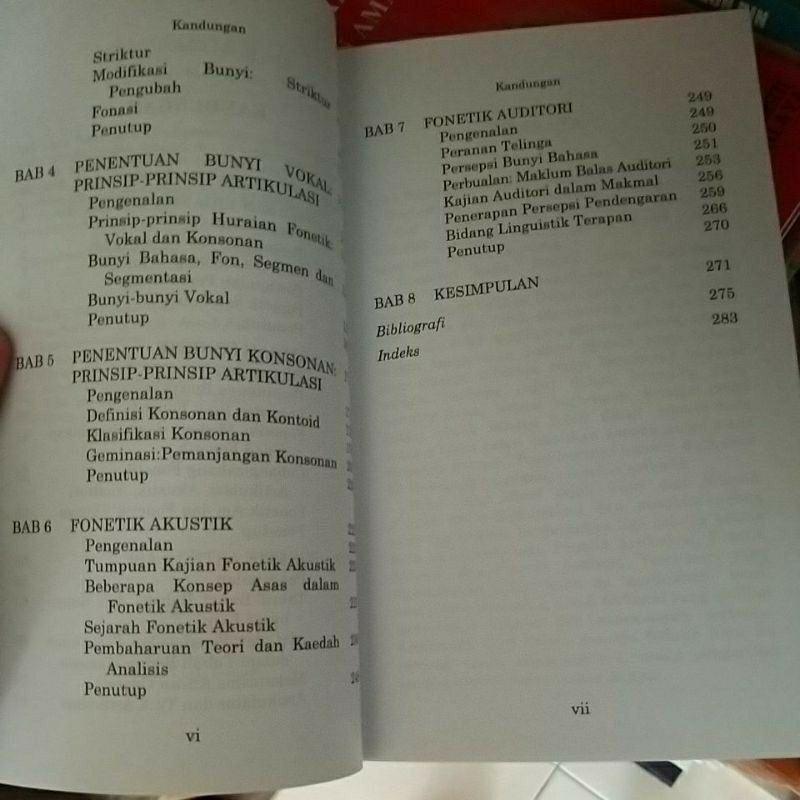 Kandungan
Striktur
Modifikasi Bunyi: Striktur
Pengubah
Fonasi
Penutup
BAB 4 PENENTUAN BUNYI VOKAL:
PRINSIP-PRINSIP ARTIKULASI
Pengenalan
Prinsip-prinsip Huraian Fonetik:
Vokal dan Konsonan
Bunyi Bahasa, Fon, Segmen dan
Segmentasi
Bunyi-bunyi Vokal
Penutup
BAB 5 PENENTUAN BUNYI KONSONAN:
PRINSIP-PRINSIP ARTIKULASI
Pengenalan
Definisi Konsonan dan Kontoid
Klasifikasi Konsonan
Geminasi:Pemanjangan Konsonan
Penutup
BAB 6 FONETIK AKUSTIK
Pengenalan
Tumpuan Kajian Fonetik Akustik
Beberapa Konsep Asas dalam
Fonetik Akustik
Sejarah Fonetik Akustik
Pembaharuan Teori dan Kaedah
Analisis
Penutup
vi
Kandungan
BAB 7 FONETIK AUDITORI 249
Pengenalan 249
Peranan Telinga 250
Persepsi Bunyi Bahasa 251
Perbualan: Maklum Balas Auditori 253
Kajian Auditori dalam Makmal 256
Penerapan Persepsi Pendengaran 259
Bidang Linguistik Terapan 266
Penutup 270
BAB 8 KESIMPULAN 271
Bibliografi 275
Indeks 283
vii